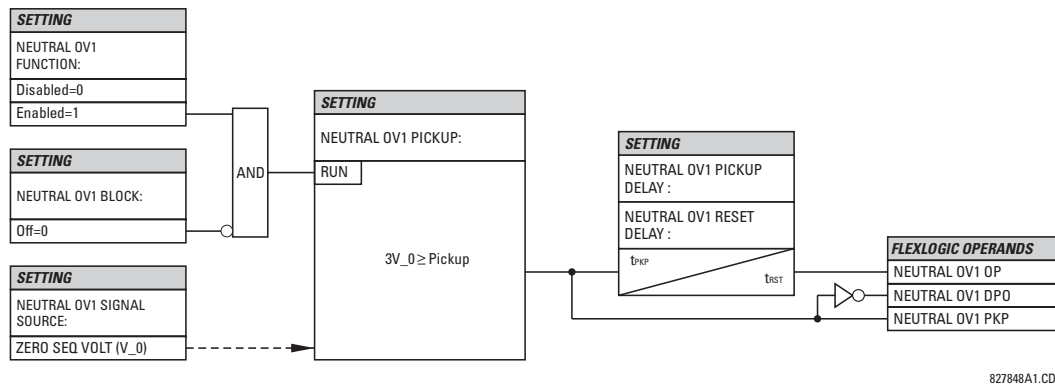 SETTING
NEUTRAL OV1
FUNCTION:
Disabled=0
Enabled=1
SETTING
NEUTRAL OV1 BLOCK:
Off=0
SETTING
NEUTRAL OV1 SIGNAL
SOURCE:
ZERO SEQ VOLT (V_0)
AND
SETTING
NEUTRAL OV1 PICKUP:
RUN
3V_0 ≥ Pickup
SETTING
NEUTRAL OV1 PICKUP
DELAY :
NEUTRAL OV1 RESET
DELAY :
tPKP
tRST
FLEXLOGIC OPERANDS
NEUTRAL OV1 OP
NEUTRAL OV1 DPO
NEUTRAL OV1 PKP
827848A1.CD